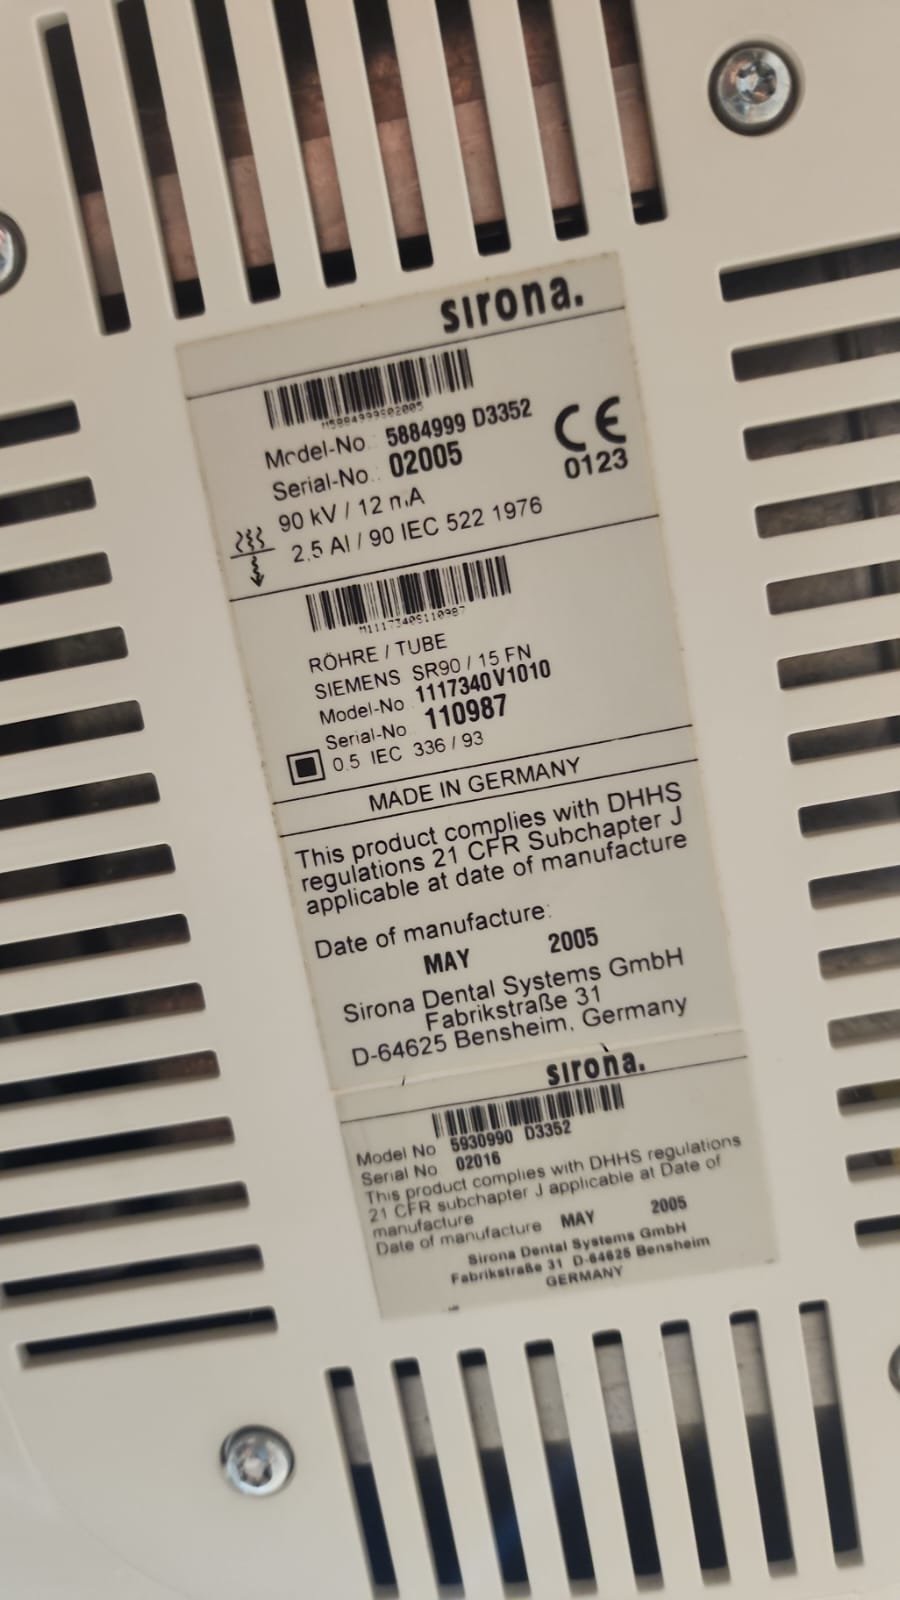 sirona.
M5884999S02005
Model-No.: 5884999 D3352
Serial-No.: 02005
CE
0123
90 kV / 12 mA
2.5 Al / 90 IEC 522 1976
M1117340S110987
RÖHRE / TUBE
SIEMENS SR90 / 15 FN
Model-No 1117340V1010
Serial-No 110987
0.5 IEC 336 / 93
MADE IN GERMANY
This product complies with DHHS
regulations 21 CFR Subchapter J
applicable at date of manufacture
Date of manufacture:
MAY 2005
Sirona Dental Systems GmbH
Fabrikstraße 31
D-64625 Bensheim, Germany
sirona.
Model No 5930990 D3352
Serial No 02016
This product complies with DHHS regulations
21 CFR subchapter J applicable at Date of
manufacture
Date of manufacture MAY 2005
Sirona Dental Systems GmbH
Fabrikstraße 31 D-64625 Bensheim
GERMANY